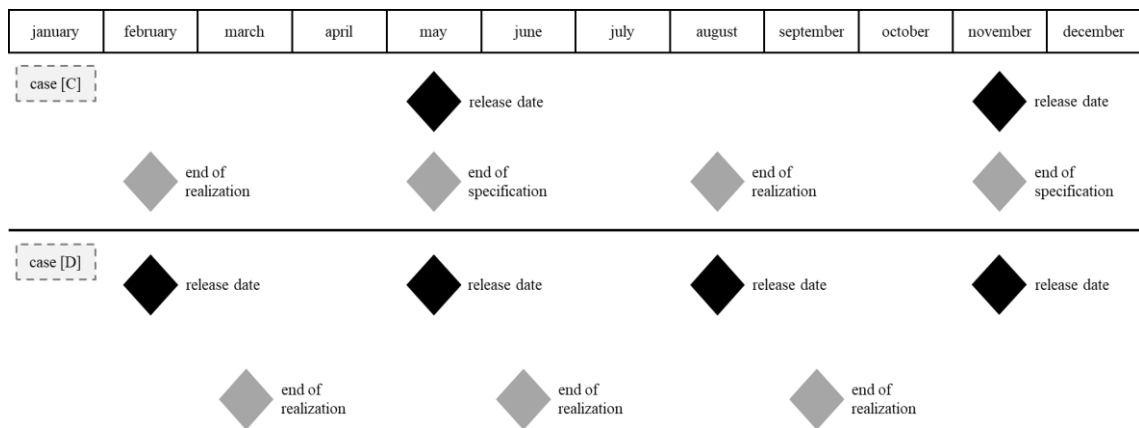 january february march april may june july august september october november december
case [C]
release date release date
end of end of end of end of
realization specification realization specification
case [D]
release date release date release date release date
end of end of end of
realization realization realization